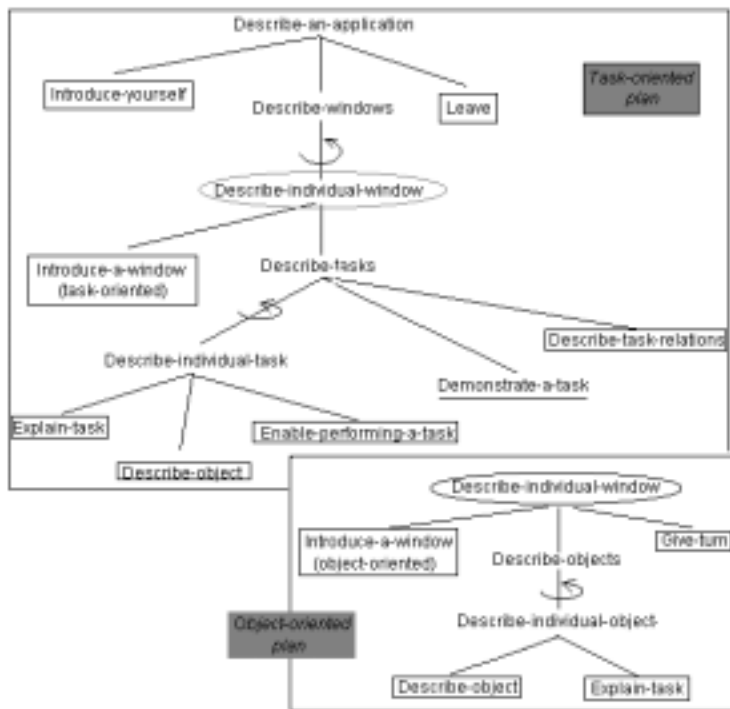 Describe-an-application
Task-oriented
plan
Introduce-yourself
Describe-windows
Leave
Describe-individual-window
Introduce-a-window
(task-oriented)
Describe-tasks
Describe-task-relations
Describe-individual-task
Demonstrate-a-task
Explain-task
Enable-performing-a-task
Describe-object
Describe-individual-window
Introduce-a-window
(object-oriented)
Give-turn
Describe-objects
Object-oriented
plan
Describe-individual-object
Describe-object
Explain-task